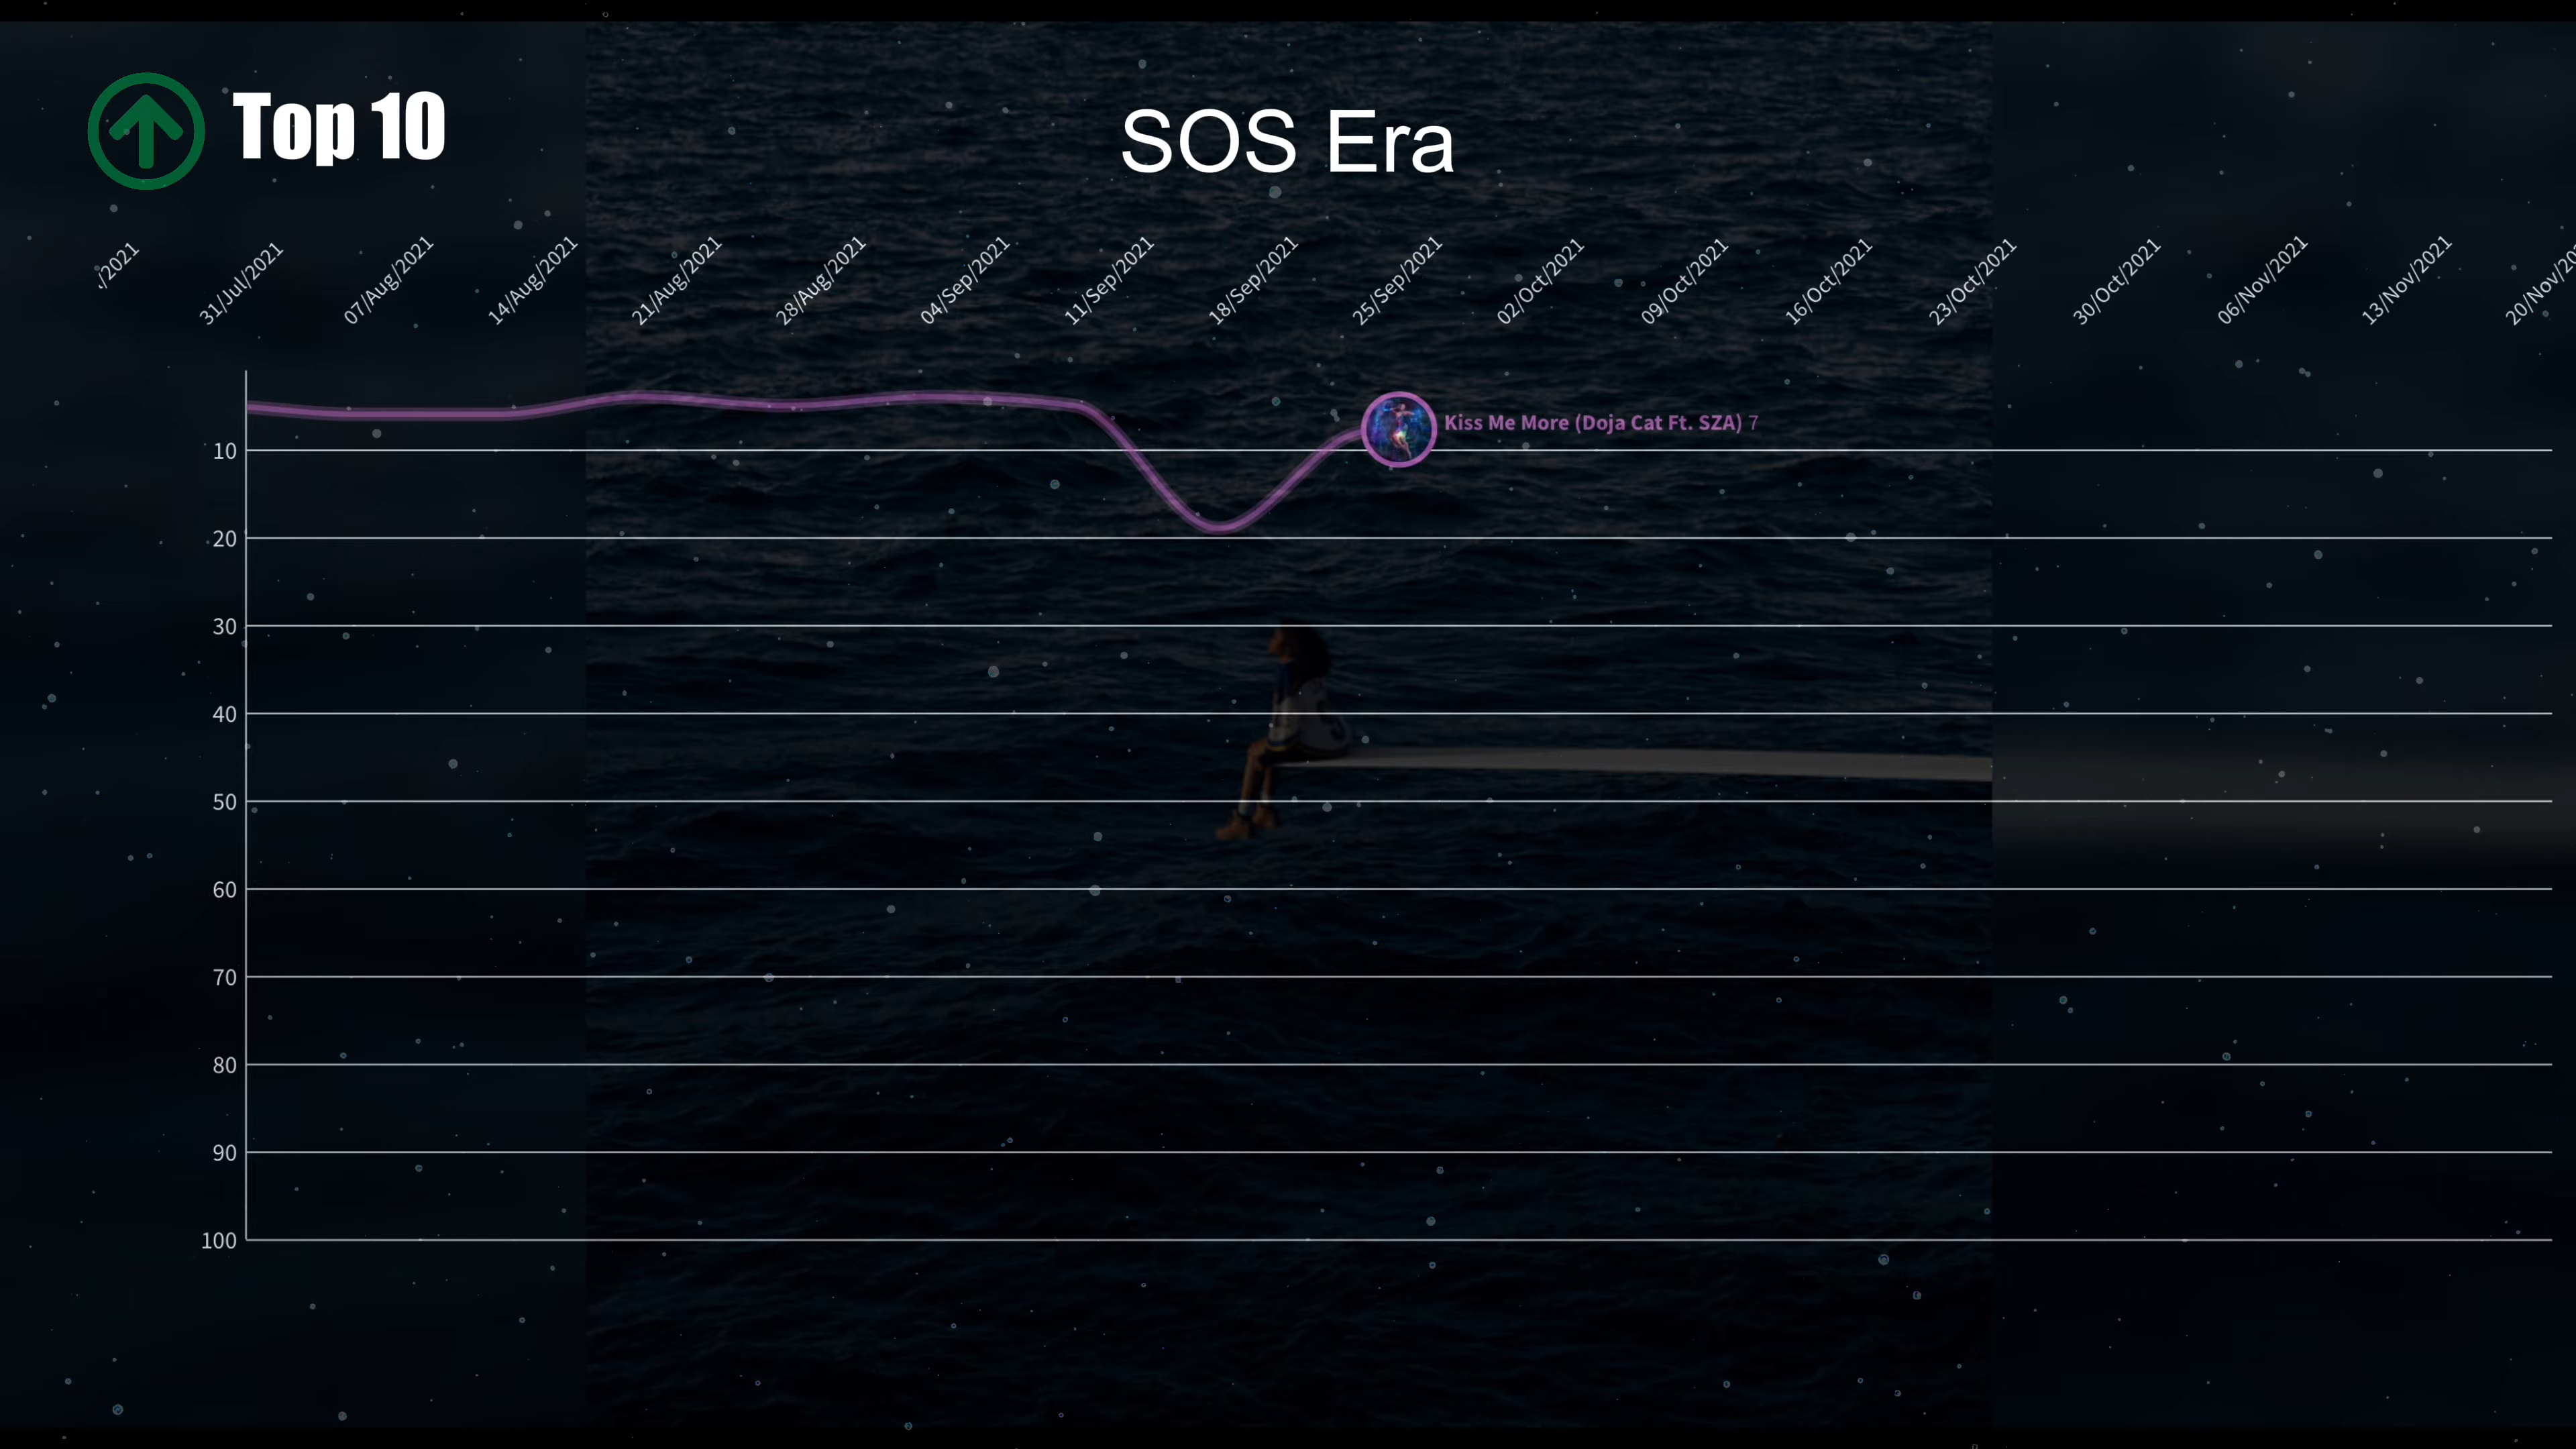 Top 10
SOS Era
/2021
31/Jul/2021
07/Aug/2021
14/Aug/2021
21/Aug/2021
28/Aug/2021
04/Sep/2021
11/Sep/2021
18/Sep/2021
25/Sep/2021
02/Oct/2021
09/Oct/2021
16/Oct/2021
23/Oct/2021
30/Oct/2021
06/Nov/2021
13/Nov/2021
20/Nov/20
Kiss Me More (Doja Cat Ft. SZA) 7
10
20
30
40
50
60
70
80
90
100